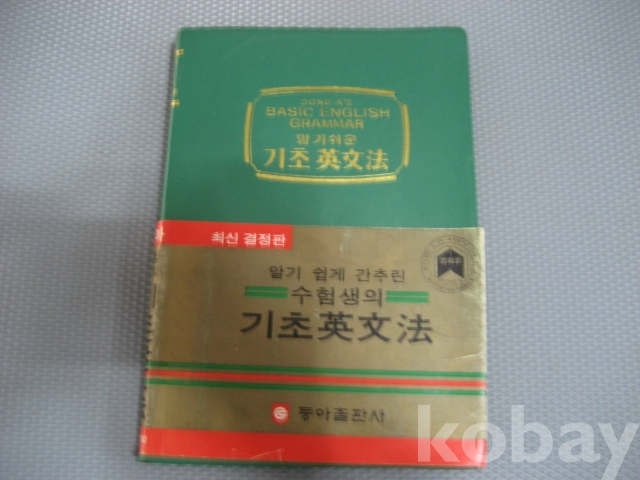 DONG-A'S
BASIC ENGLISH
GRAMMAR
알기쉬운
기초 英文法
최신 결정판
알기 쉽게 간추린
수험생의
기초英文法
동아출판사
kobay